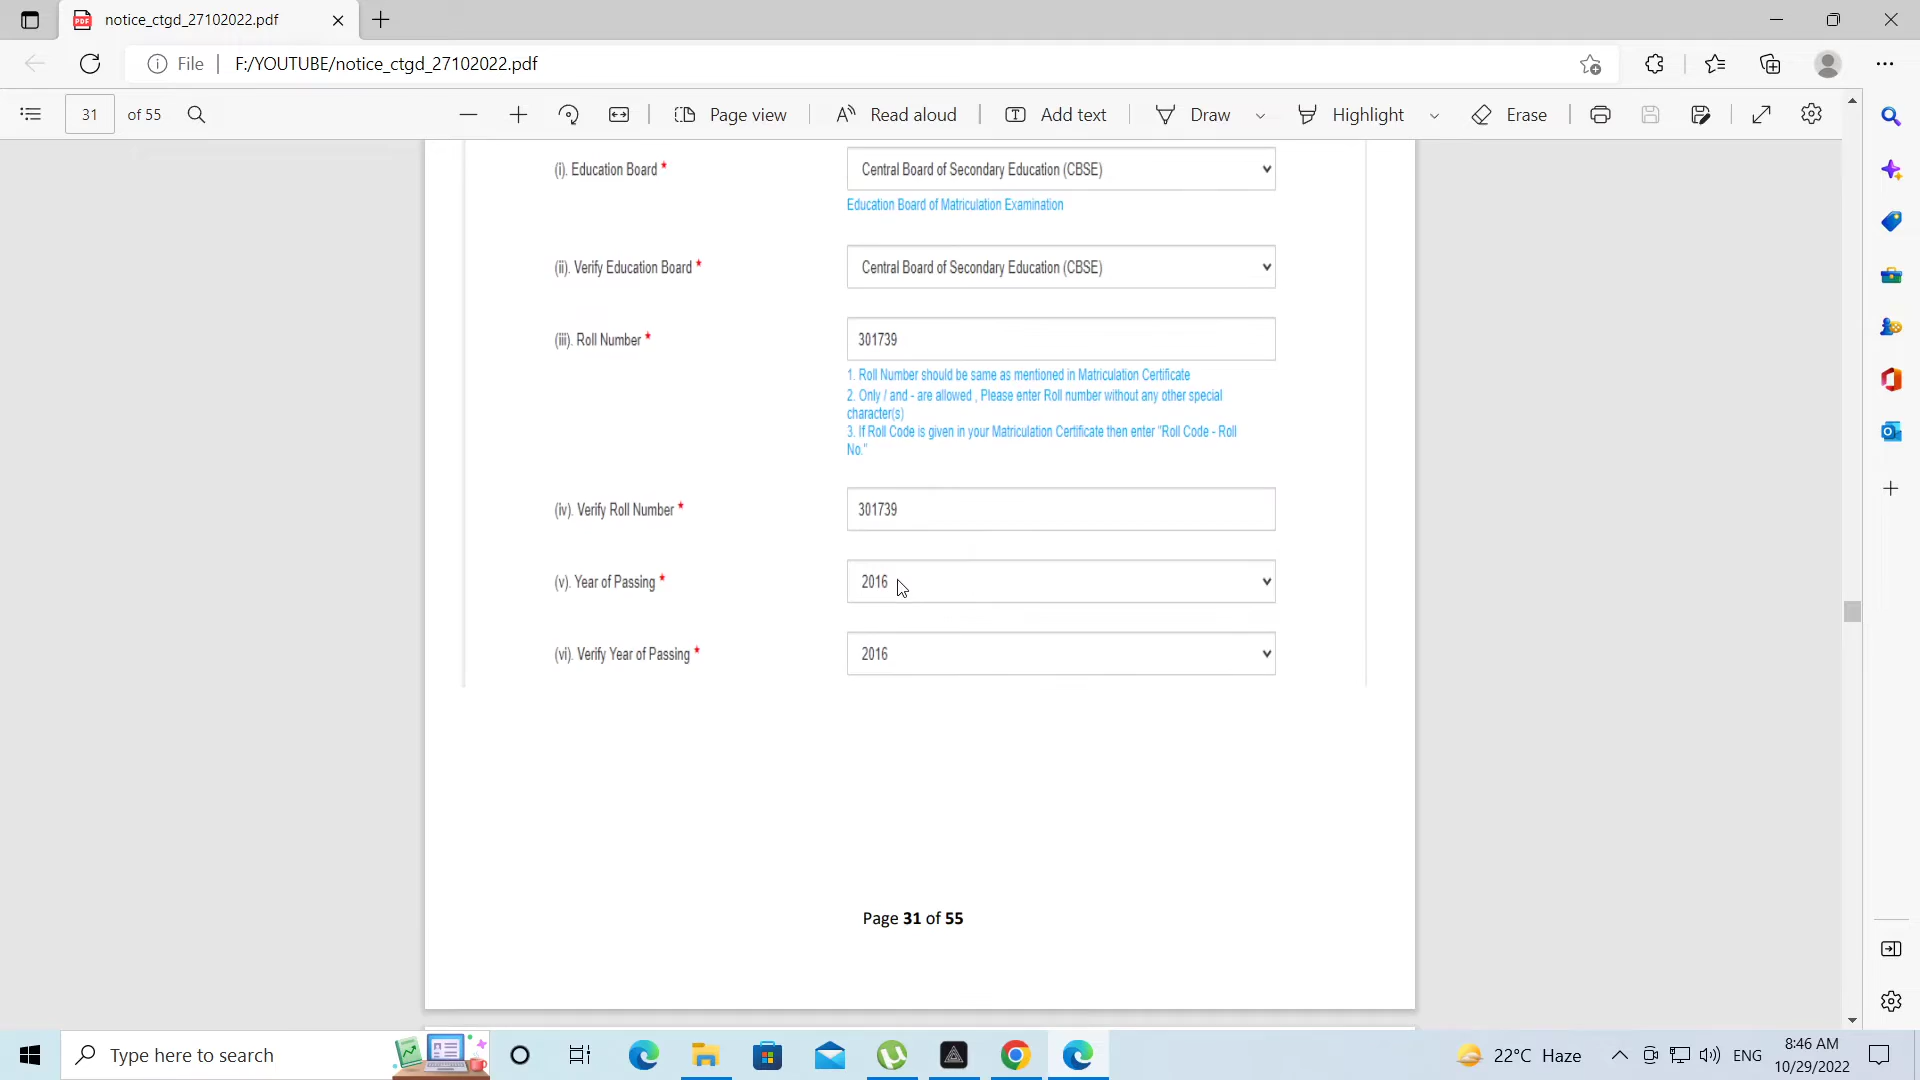 notice_ctgd_27102022.pdf
File
F:/YOUTUBE/notice_ctgd_27102022.pdf
31 of 55
Page view
Read aloud
Add text
Draw
Highlight
Erase
(i). Education Board *
Central Board of Secondary Education (CBSE)
Education Board of Matriculation Examination
(ii). Verify Education Board *
Central Board of Secondary Education (CBSE)
(iii). Roll Number *
301739
1. Roll Number should be same as mentioned in Matriculation Certificate
2. Only / and - are allowed , Please enter Roll number without any other special
character(s)
3. If Roll Code is given in your Matriculation Certificate then enter "Roll Code - Roll
No."
(iv). Verify Roll Number *
301739
(v). Year of Passing *
2016
(vi). Verify Year of Passing *
2016
Page 31 of 55
Type here to search
22°C Haze
ENG
8:46 AM
10/29/2022